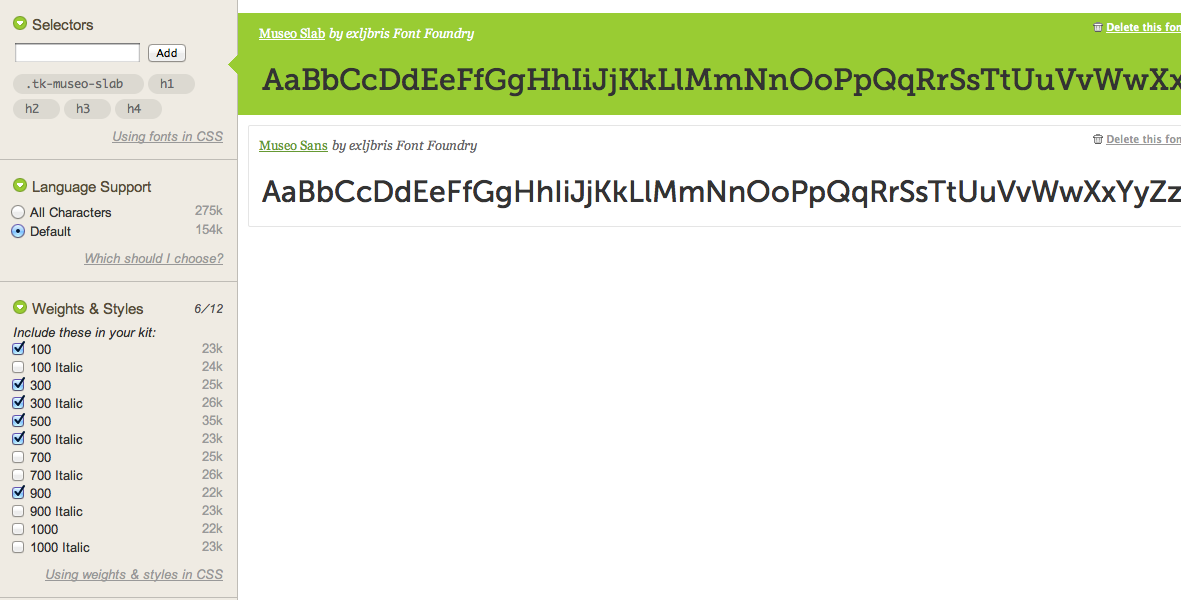 Selectors
Add
.tk-museo-slab h1
h2 h3 h4
Using fonts in CSS
Language Support
All Characters 275k
Default 154k
Which should I choose?
Weights & Styles 6/12
Include these in your kit:
100 23k
100 Italic 24k
300 25k
300 Italic 26k
500 35k
500 Italic 23k
700 25k
700 Italic 26k
900 22k
900 Italic 23k
1000 22k
1000 Italic 23k
Using weights & styles in CSS
Museo Slab by exljbris Font Foundry
Delete this fon
AaBbCcDdEeFfGgHhIiJjKkLlMmNnOoPpQqRrSsTtUuVvWwXx
Museo Sans by exljbris Font Foundry
Delete this fon
AaBbCcDdEeFfGgHhIiJjKkLlMmNnOoPpQqRrSsTtUuVvWwXxYyZz